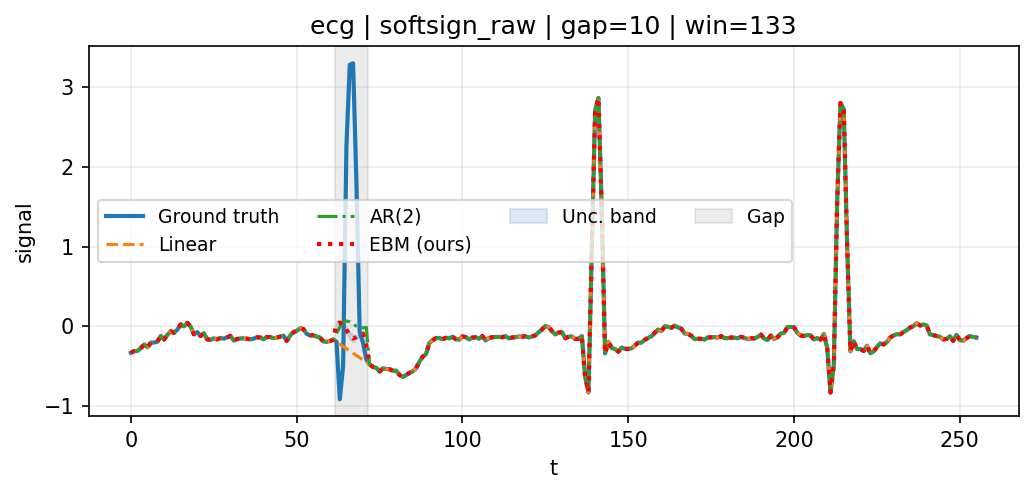 ecg | softsign_raw | gap=10 | win=133
signal
3
2
1
0
−1
Ground truth
Linear
AR(2)
EBM (ours)
Unc. band
Gap
0 50 100 150 200 250
t